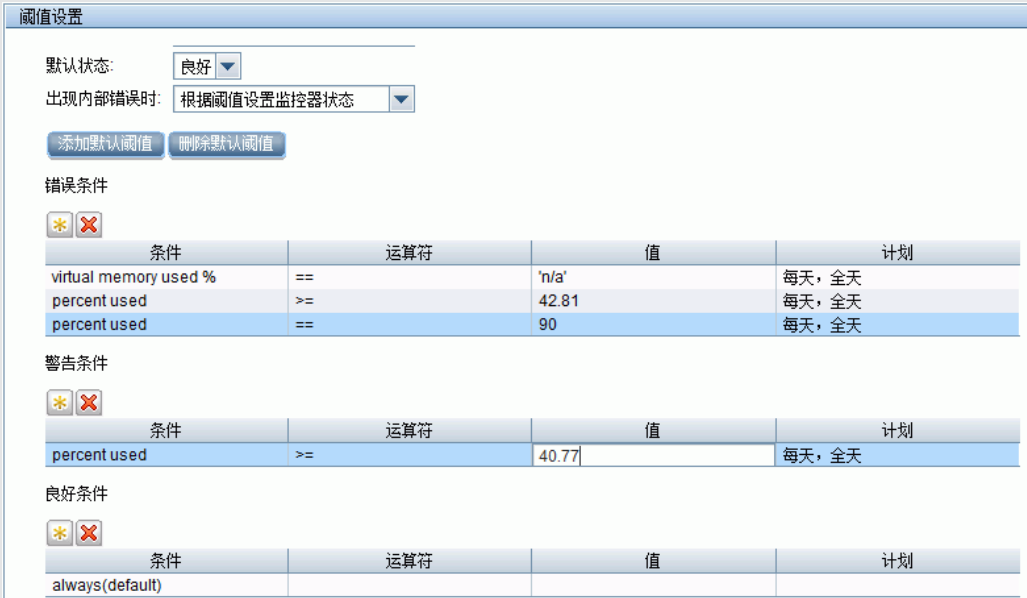 阈值设置
默认状态: 良好
出现内部错误时: 根据阈值设置监控器状态
添加默认阈值 删除默认阈值
错误条件
条件 运算符 值 计划
virtual memory used % == 'n/a' 每天，全天
percent used >= 42.81 每天，全天
percent used == 90 每天，全天
警告条件
条件 运算符 值 计划
percent used >= 40.77 每天，全天
良好条件
条件 运算符 值 计划
always(default)